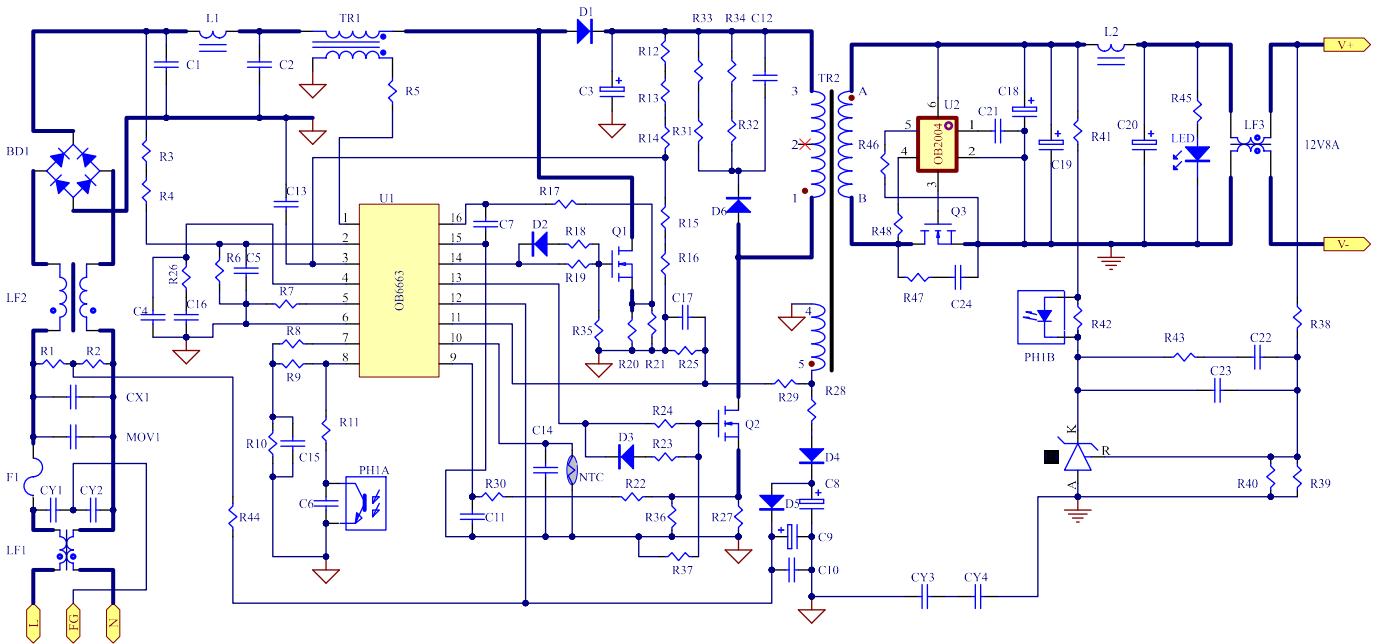 L1
TR1
D1
R33
R34
C12
L2
V+
C1
C2
R5
C3
R12
R13
R14
R31
R32
TR2
3
2
1
A
B
U2
6
5
4
1
2
3
OB2004
C21
C18
C19
R41
C20
R45
LED
LF3
12V8A
BD1
R3
R4
C13
R46
R48
Q3
V-
U1
OB6663
1
2
3
4
5
6
7
8
16
15
14
13
12
11
10
9
R17
C7
D2
R18
R19
Q1
R15
R16
D6
R6
C5
R26
C4
C16
R7
R47
C24
LF2
C17
R35
R20
R21
R25
4
5
PH1B
R42
R38
R1
R2
R8
R9
R43
C22
C23
R29
R28
CX1
MOV1
R10
C15
R11
R24
D3
R23
Q2
K
R
A
F1
CY1
CY2
PH1A
C6
C14
NTC
D4
C8
D5
R40
R39
R44
R30
C11
R22
R36
R27
C9
LF1
R37
C10
CY3
CY4
L
FG
N